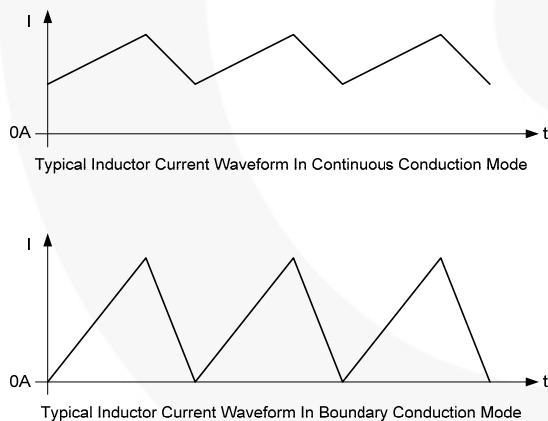 I
0A
t
Typical Inductor Current Waveform In Continuous Conduction Mode
I
0A
t
Typical Inductor Current Waveform In Boundary Conduction Mode